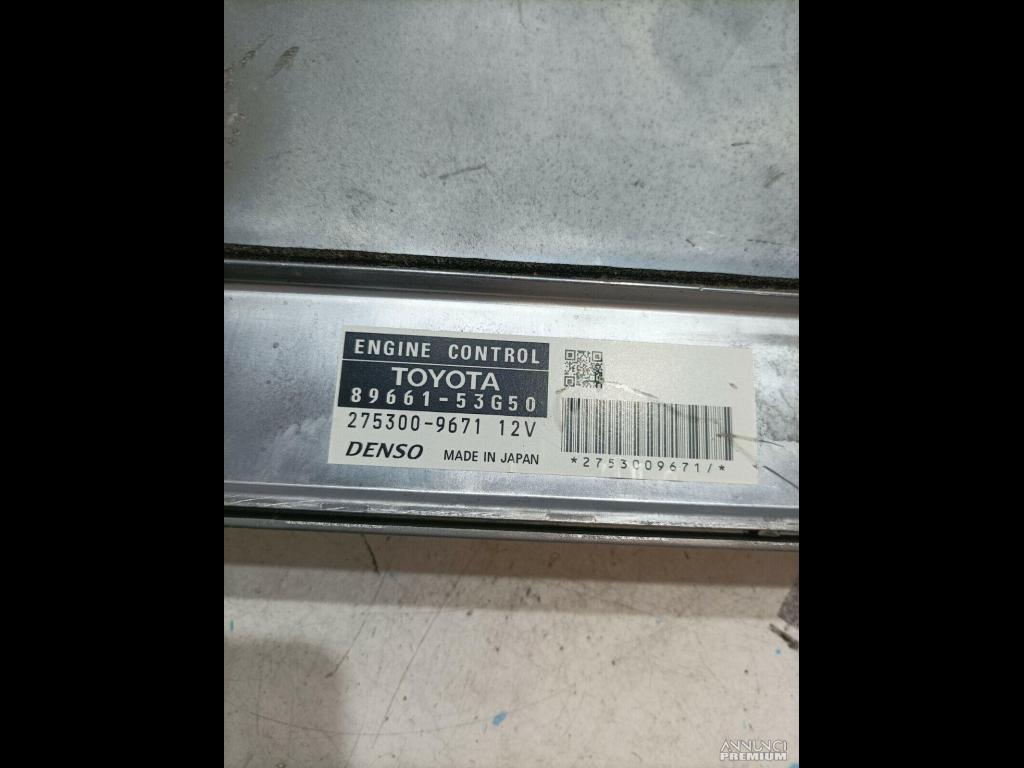 ENGINE CONTROL
TOYOTA
89661-53G50
275300-9671 12V
DENSO MADE IN JAPAN
*2753009671/*
ANNUNCI
PREMIUM